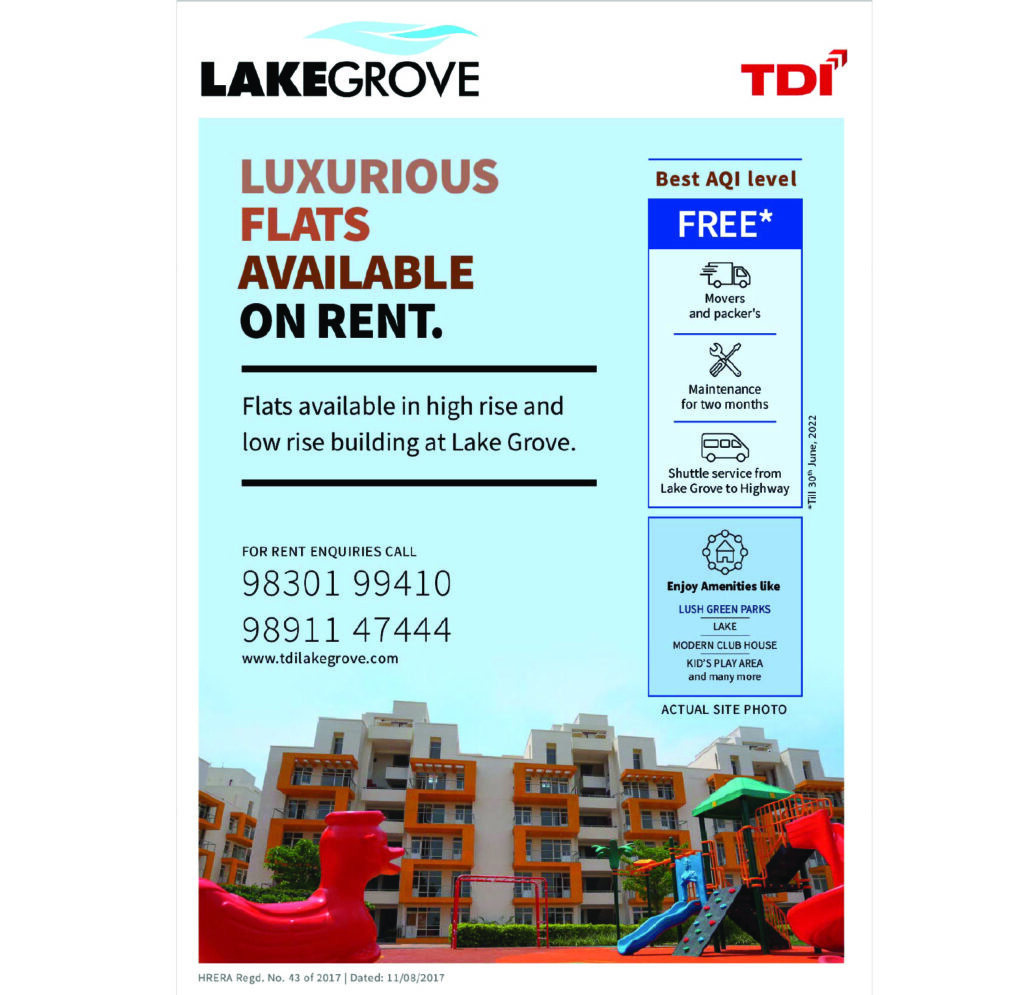 LAKEGROVE
TDI
LUXURIOUS
FLATS
AVAILABLE
ON RENT.
Flats available in high rise and
low rise building at Lake Grove.
FOR RENT ENQUIRIES CALL
98301 99410
98911 47444
www.tdilakegrove.com
Best AQI level
FREE*
Movers
and packer's
Maintenance
for two months
Shuttle service from
Lake Grove to Highway
*Till 30th June, 2022
Enjoy Amenities like
LUSH GREEN PARKS
LAKE
MODERN CLUB HOUSE
KID'S PLAY AREA
and many more
ACTUAL SITE PHOTO
HRERA Regd. No. 43 of 2017 | Dated: 11/08/2017